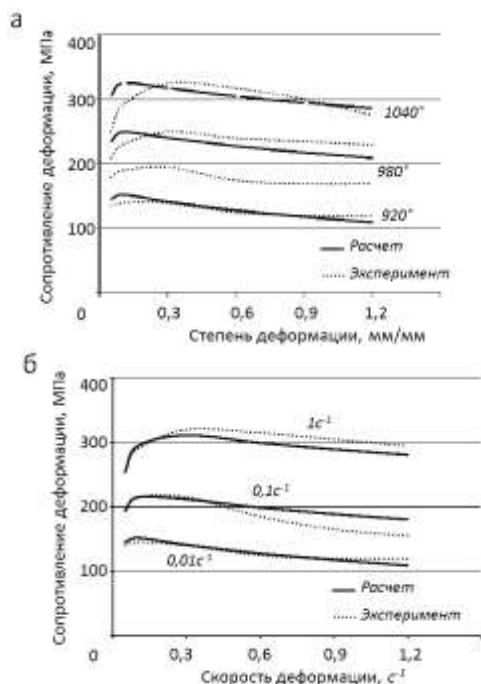 а
Сопротивление деформации, МПа
400
300
200
100
0
1040°
980°
920°
Расчет
Эксперимент
0,3 0,6 0,9 1,2
Степень деформации, мм/мм
б
Сопротивление деформации, МПа
400
300
200
100
0
1с⁻¹
0,1с⁻¹
0,01с⁻¹
Расчет
Эксперимент
0,3 0,6 0,9 1,2
Скорость деформации, с⁻¹